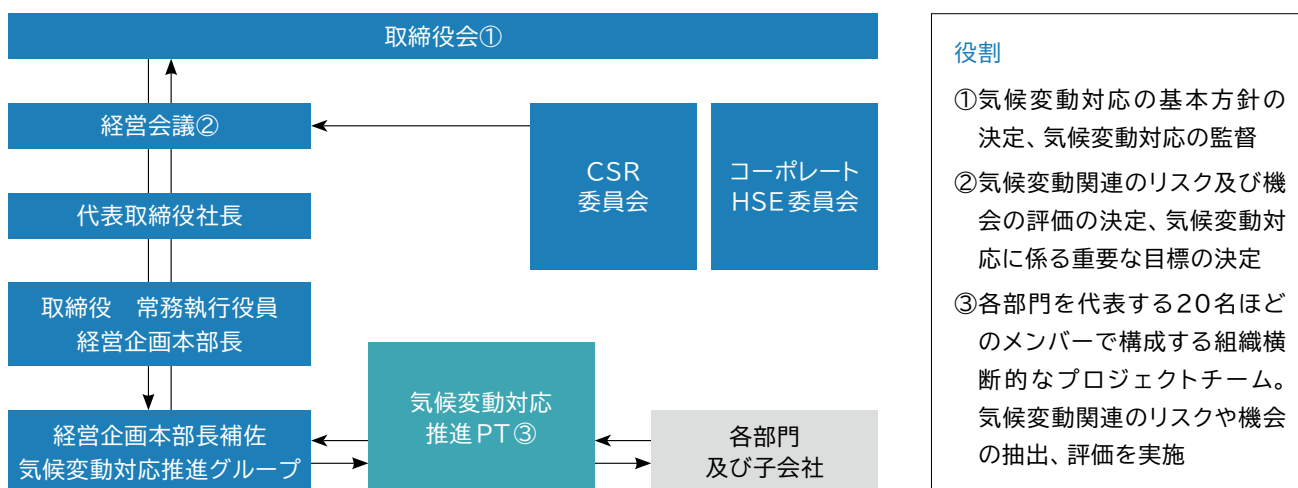 取締役会①
経営会議②
代表取締役社長
取締役　常務執行役員
経営企画本部長
経営企画本部長補佐
気候変動対応推進グループ
CSR
委員会
コーポレート
HSE委員会
気候変動対応
推進PT③
各部門
及び子会社
役割
①気候変動対応の基本方針の
決定、気候変動対応の監督
②気候変動関連のリスク及び機
会の評価の決定、気候変動対
応に係る重要な目標の決定
③各部門を代表する20名ほど
のメンバーで構成する組織横
断的なプロジェクトチーム。
気候変動関連のリスクや機会
の抽出、評価を実施